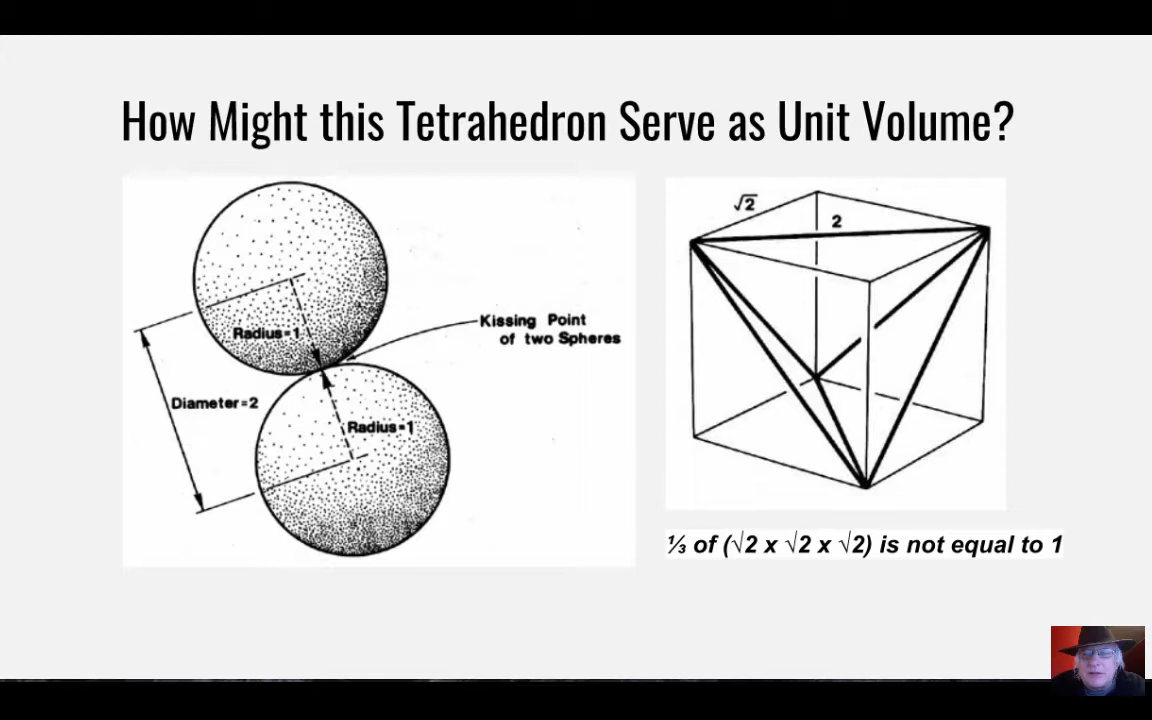 How Might this Tetrahedron Serve as Unit Volume?
Radius=1
Kissing Point
of two Spheres
Diameter=2
Radius=1
√2
2
⅓ of (√2 x √2 x √2) is not equal to 1